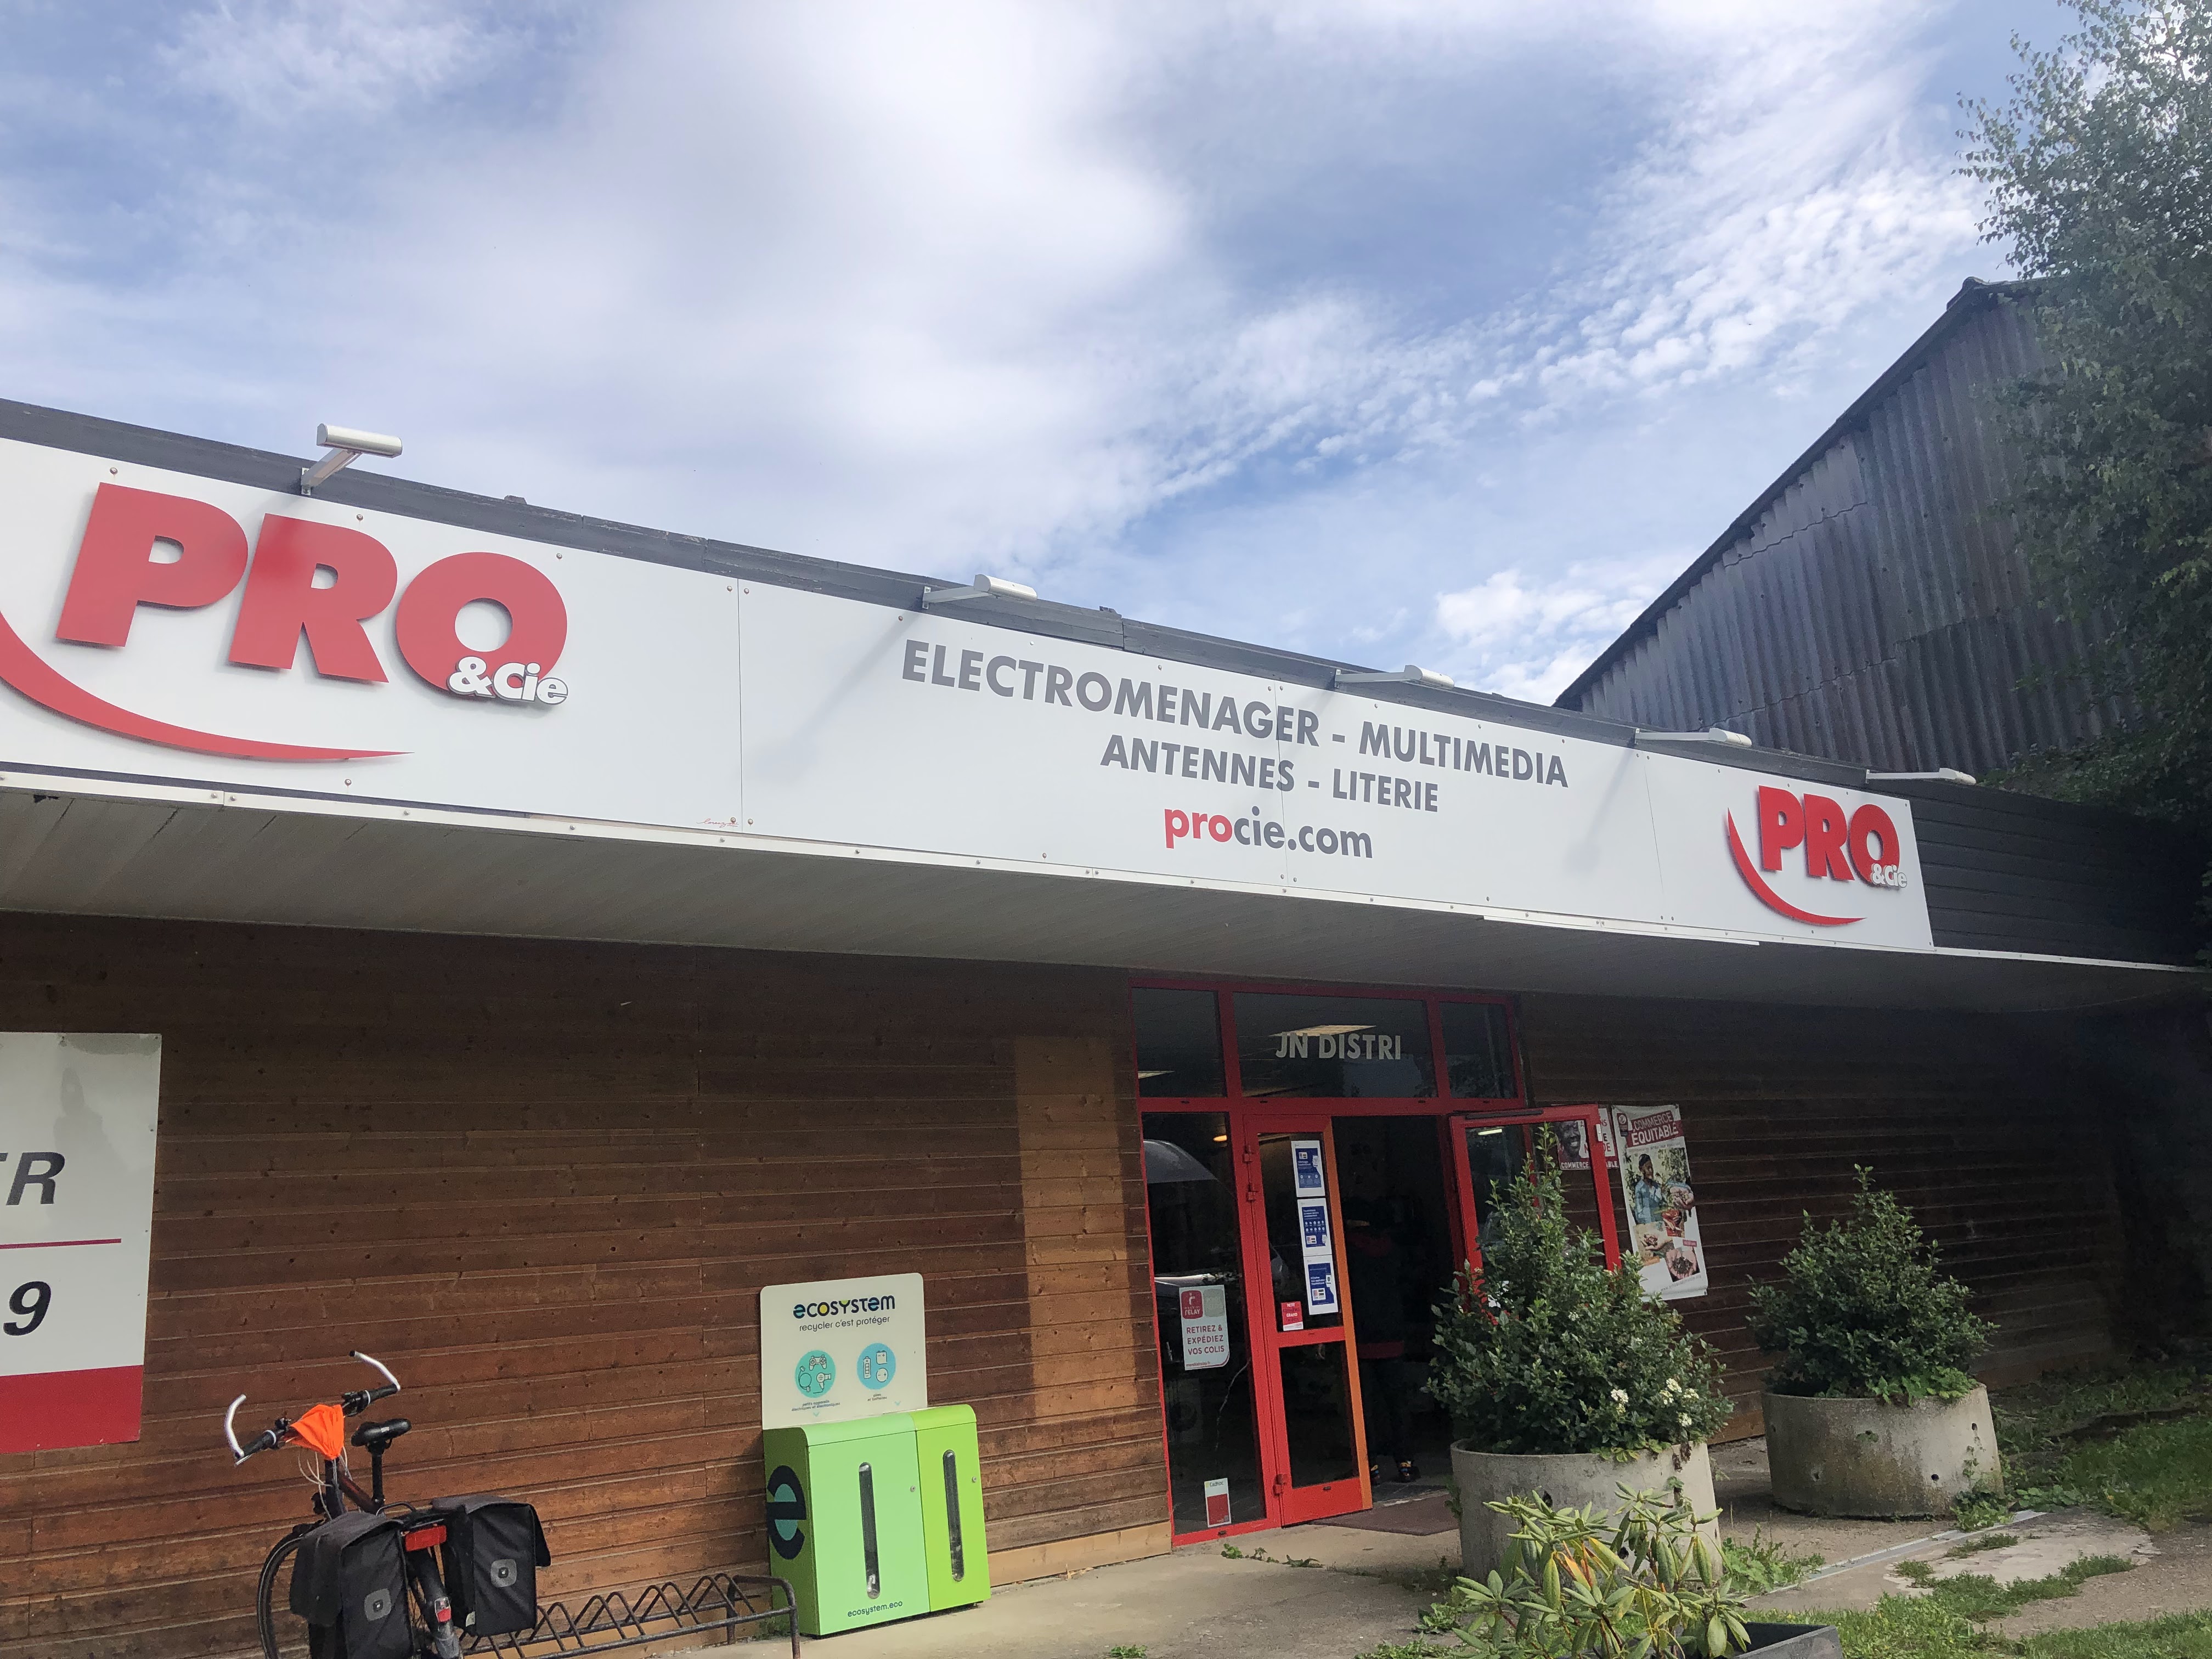 PRO
&Cie
ELECTROMENAGER - MULTIMEDIA
ANTENNES - LITERIE
procie.com
PRO
&Cie
JN DISTRI
COMMERCE
ÉQUITABLE
TR
9
ecosystem
recycler c'est protéger
RETIREZ &
EXPÉDIEZ
VOS COLIS
ecosystem.eco